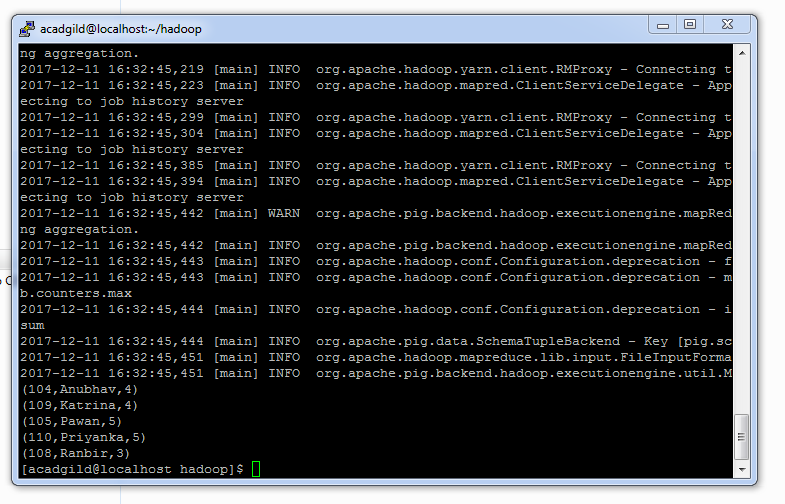 acadgild@localhost:~/hadoop
ng aggregation.
2017-12-11 16:32:45,219 [main] INFO  org.apache.hadoop.yarn.client.RMProxy - Connecting t
2017-12-11 16:32:45,223 [main] INFO  org.apache.hadoop.mapred.ClientServiceDelegate - App
ecting to job history server
2017-12-11 16:32:45,299 [main] INFO  org.apache.hadoop.yarn.client.RMProxy - Connecting t
2017-12-11 16:32:45,304 [main] INFO  org.apache.hadoop.mapred.ClientServiceDelegate - App
ecting to job history server
2017-12-11 16:32:45,385 [main] INFO  org.apache.hadoop.yarn.client.RMProxy - Connecting t
2017-12-11 16:32:45,394 [main] INFO  org.apache.hadoop.mapred.ClientServiceDelegate - App
ecting to job history server
2017-12-11 16:32:45,442 [main] WARN  org.apache.pig.backend.hadoop.executionengine.mapRed
ng aggregation.
2017-12-11 16:32:45,442 [main] INFO  org.apache.pig.backend.hadoop.executionengine.mapRed
2017-12-11 16:32:45,443 [main] INFO  org.apache.hadoop.conf.Configuration.deprecation - f
2017-12-11 16:32:45,443 [main] INFO  org.apache.hadoop.conf.Configuration.deprecation - m
b.counters.max
2017-12-11 16:32:45,444 [main] INFO  org.apache.hadoop.conf.Configuration.deprecation - i
sum
2017-12-11 16:32:45,444 [main] INFO  org.apache.pig.data.SchemaTupleBackend - Key [pig.sc
2017-12-11 16:32:45,451 [main] INFO  org.apache.hadoop.mapreduce.lib.input.FileInputForma
2017-12-11 16:32:45,451 [main] INFO  org.apache.pig.backend.hadoop.executionengine.util.M
(104,Anubhav,4)
(109,Katrina,4)
(105,Pawan,5)
(110,Priyanka,5)
(108,Ranbir,3)
[acadgild@localhost hadoop]$